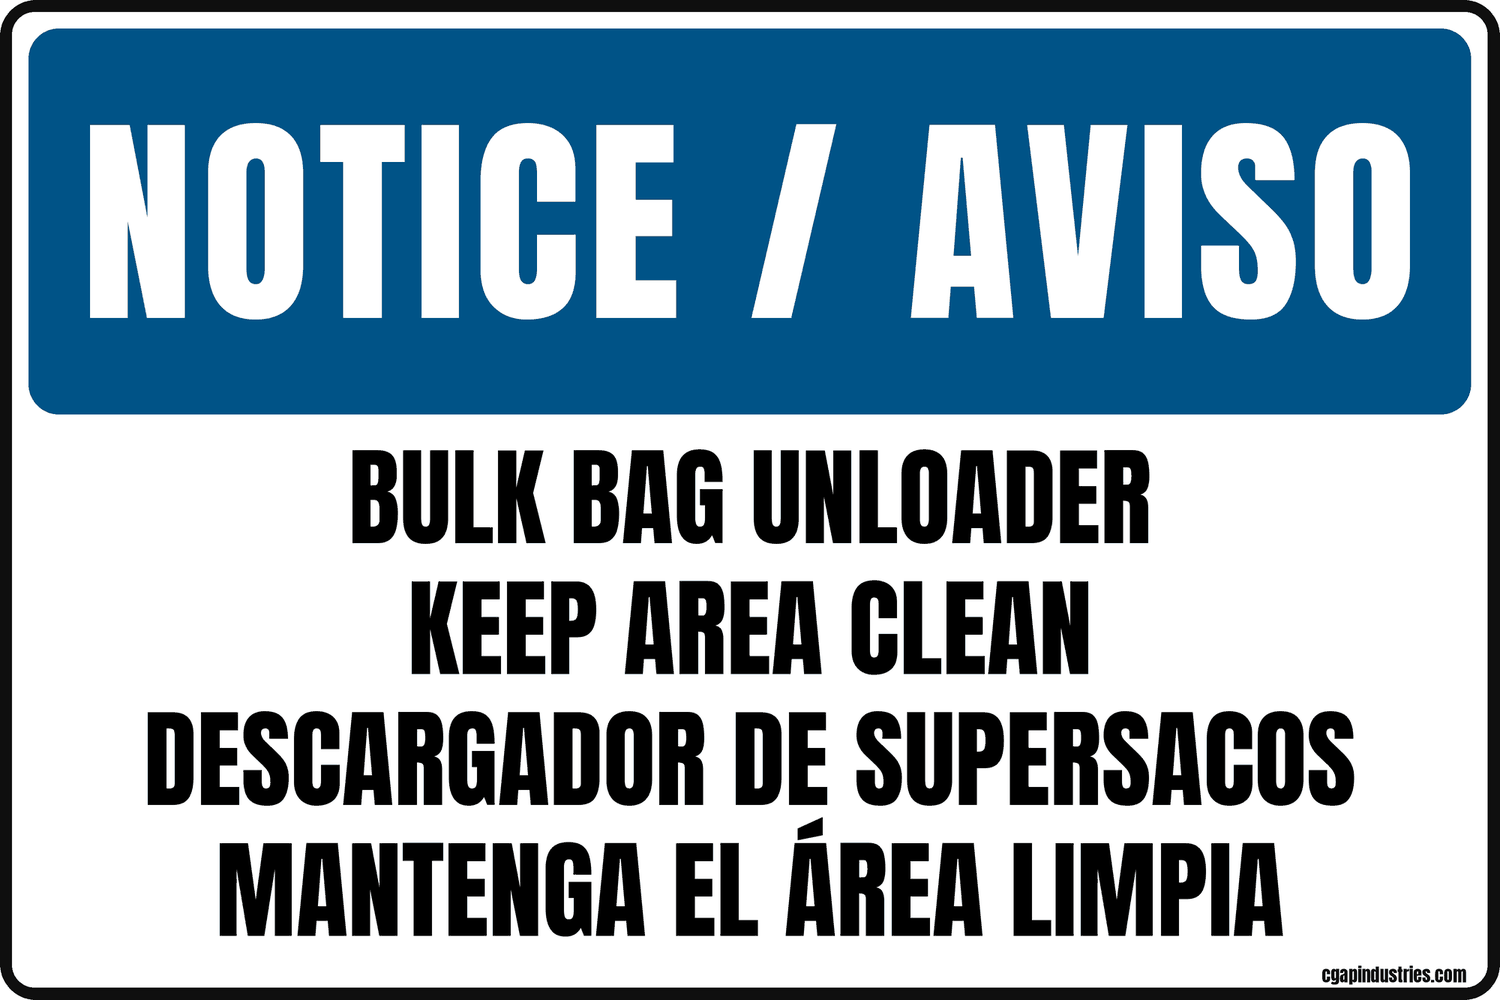 NOTICE / AVISO
BULK BAG UNLOADER
KEEP AREA CLEAN
DESCARGADOR DE SUPERSACOS
MANTENGA EL ÁREA LIMPIA
cgapindustries.com